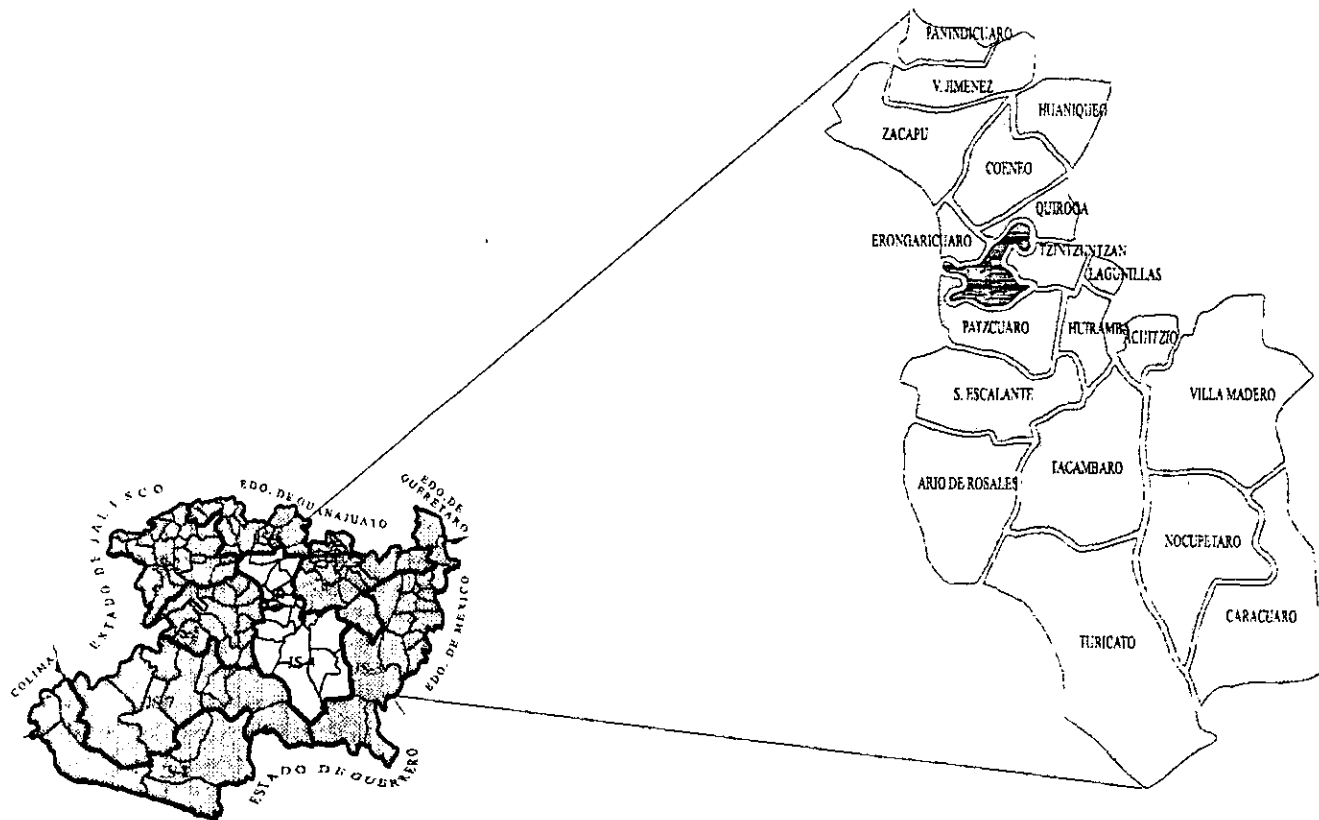 PANINDICUARO
V. JIMENEZ
HUANIQUEO
ZACAPU
COENEO
QUIROGA
ERONGARICUARO
TZINTZUNTZAN
LAGUNILLAS
PATZCUARO
HUIRAMB
ACUITZIO
S. ESCALANTE
VILLA MADERO
TACAMBARO
ARIO DE ROSALES
NOCUPETARO
CARACUARO
TURICATO
ESTADO DE JALISCO
EDO. DE GUANAJUATO
EDO. DE
QUERETARO
EDO. DE MEXICO
COLIMA
ESTADO DE GUERRERO